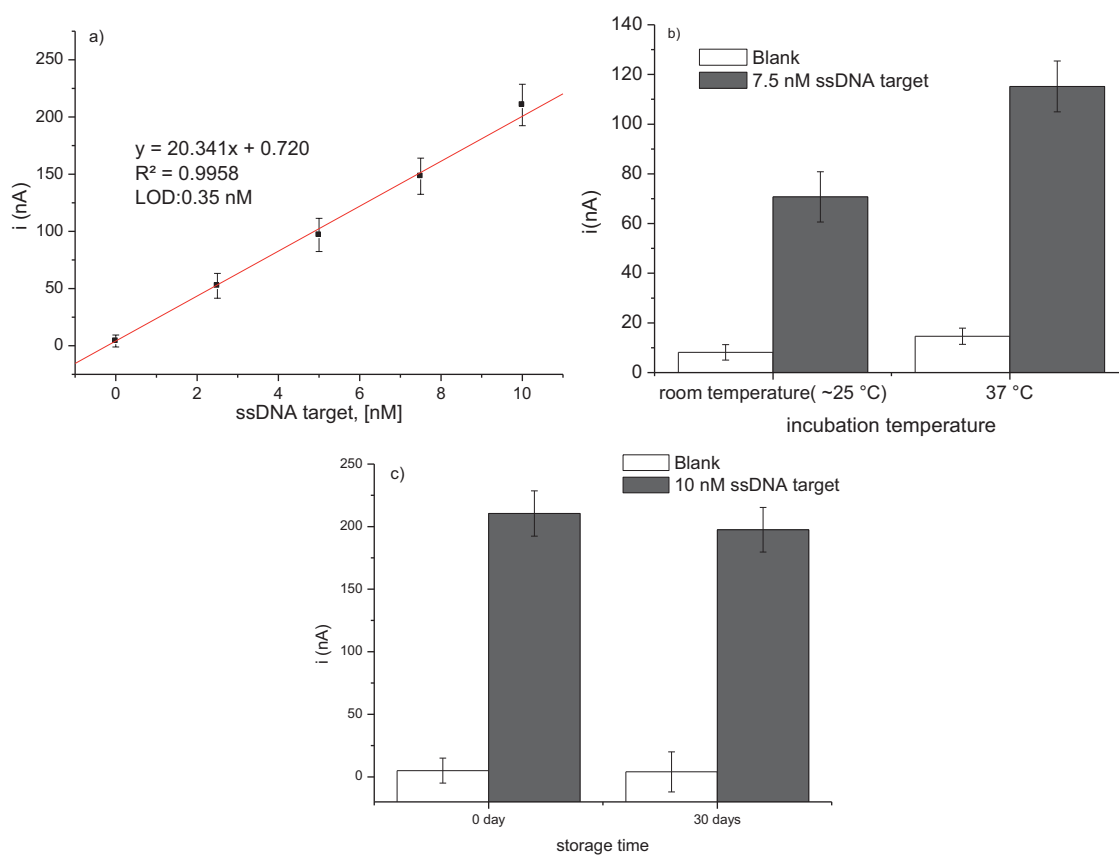 a)
250
200
150
100
50
0
i (nA)
y = 20.341x + 0.720
R² = 0.9958
LOD:0.35 nM
0 2 4 6 8 10
ssDNA target, [nM]
b)
140
120
100
80
60
40
20
0
i(nA)
Blank
7.5 nM ssDNA target
room temperature( ~25 °C) 37 °C
incubation temperature
c)
250
200
150
100
50
0
i (nA)
Blank
10 nM ssDNA target
0 day 30 days
storage time